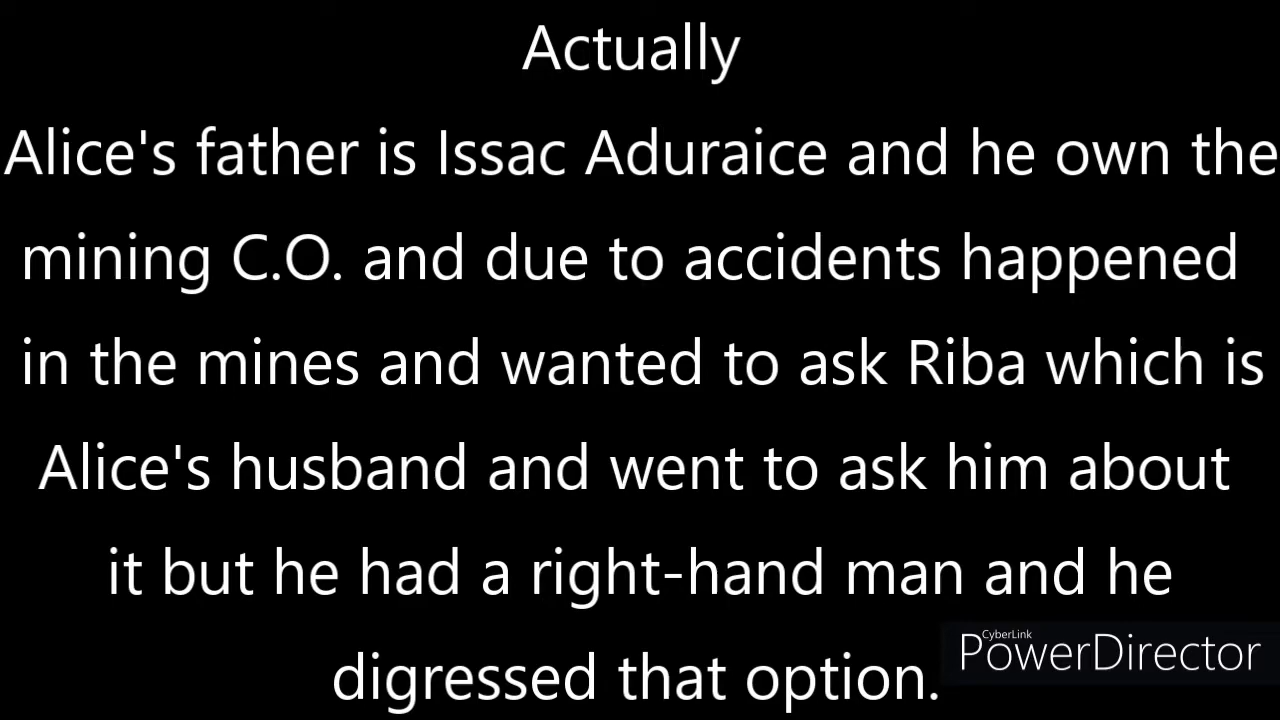 Actually
Alice's father is Issac Aduraice and he own the
mining C.O. and due to accidents happened
in the mines and wanted to ask Riba which is
Alice's husband and went to ask him about
it but he had a right-hand man and he
digressed that option.
CyberLink
PowerDirector